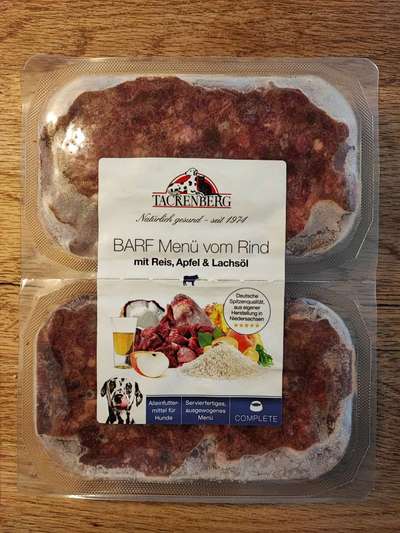 TACKENBERG
Natürlich gesund - seit 1974
BARF Menü vom Rind
mit Reis, Apfel & Lachsöl
Deutsche
Spitzenqualität,
aus eigener
Herstellung in
Niedersachsen
Alleinfutter-
mittel für
Hunde
Servierfertiges,
ausgewogenes
Menü
COMPLETE